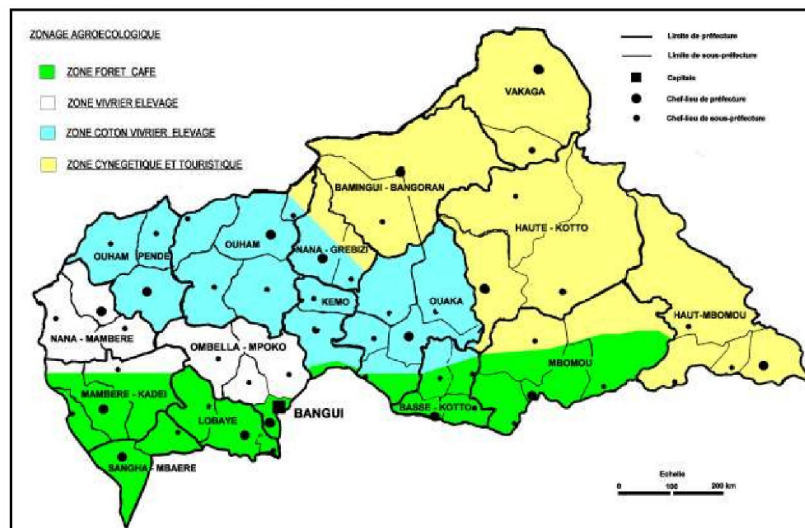 ZONAGE AGROECOLOGIQUE
ZONE FORET CAFE
ZONE VIVRIER ELEVAGE
ZONE COTON VIVRIER ELEVAGE
ZONE CYNEGETIQUE ET TOURISTIQUE
Limite de préfecture
Limite de sous-préfecture
Capitale
Chef-lieu de préfecture
Chef-lieu de sous-préfecture
VAKAGA
BAMINGUI - BANGORAN
HAUTE - KOTTO
OUHAM PENDE
OUHAM
NANA - GREBIZI
KEMO
OUAKA
HAUT-MBOMOU
NANA - MAMBERE
OMBELLA - MPOKO
MBOMOU
MAMBERE - KADEI
LOBAYE
BANGUI
BASSE - KOTTO
SANGHA - MBAERE
Echelle
0 100 200 km